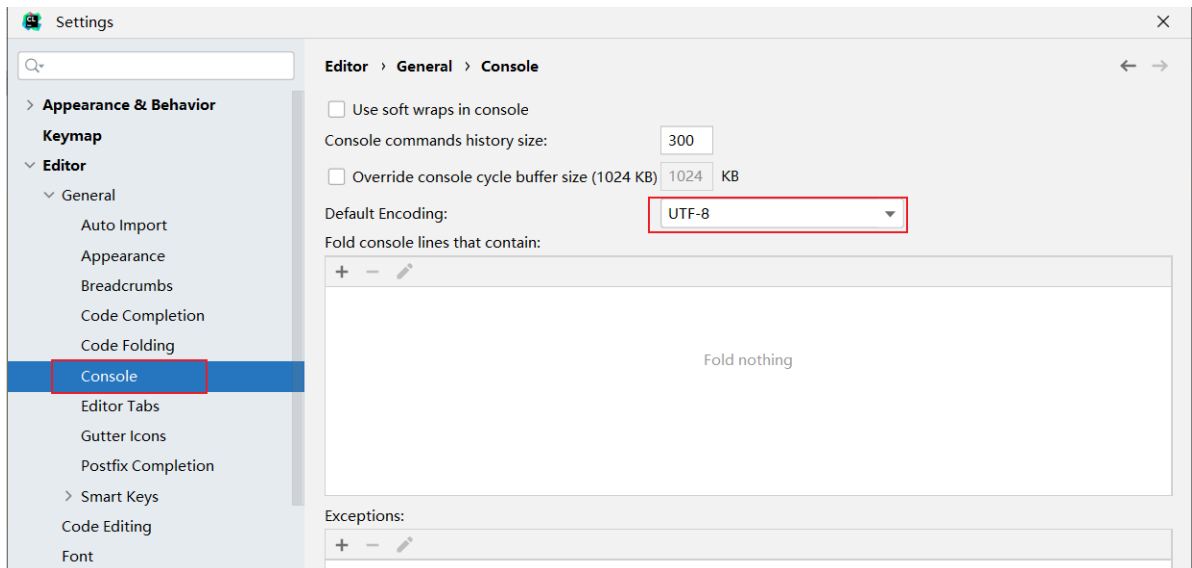 CL
Settings
Appearance & Behavior
Keymap
Editor
General
Auto Import
Appearance
Breadcrumbs
Code Completion
Code Folding
Console
Editor Tabs
Gutter Icons
Postfix Completion
Smart Keys
Code Editing
Font
Editor › General › Console
Use soft wraps in console
Console commands history size: 300
Override console cycle buffer size (1024 KB) 1024 KB
Default Encoding: UTF-8
Fold console lines that contain:
Fold nothing
Exceptions: